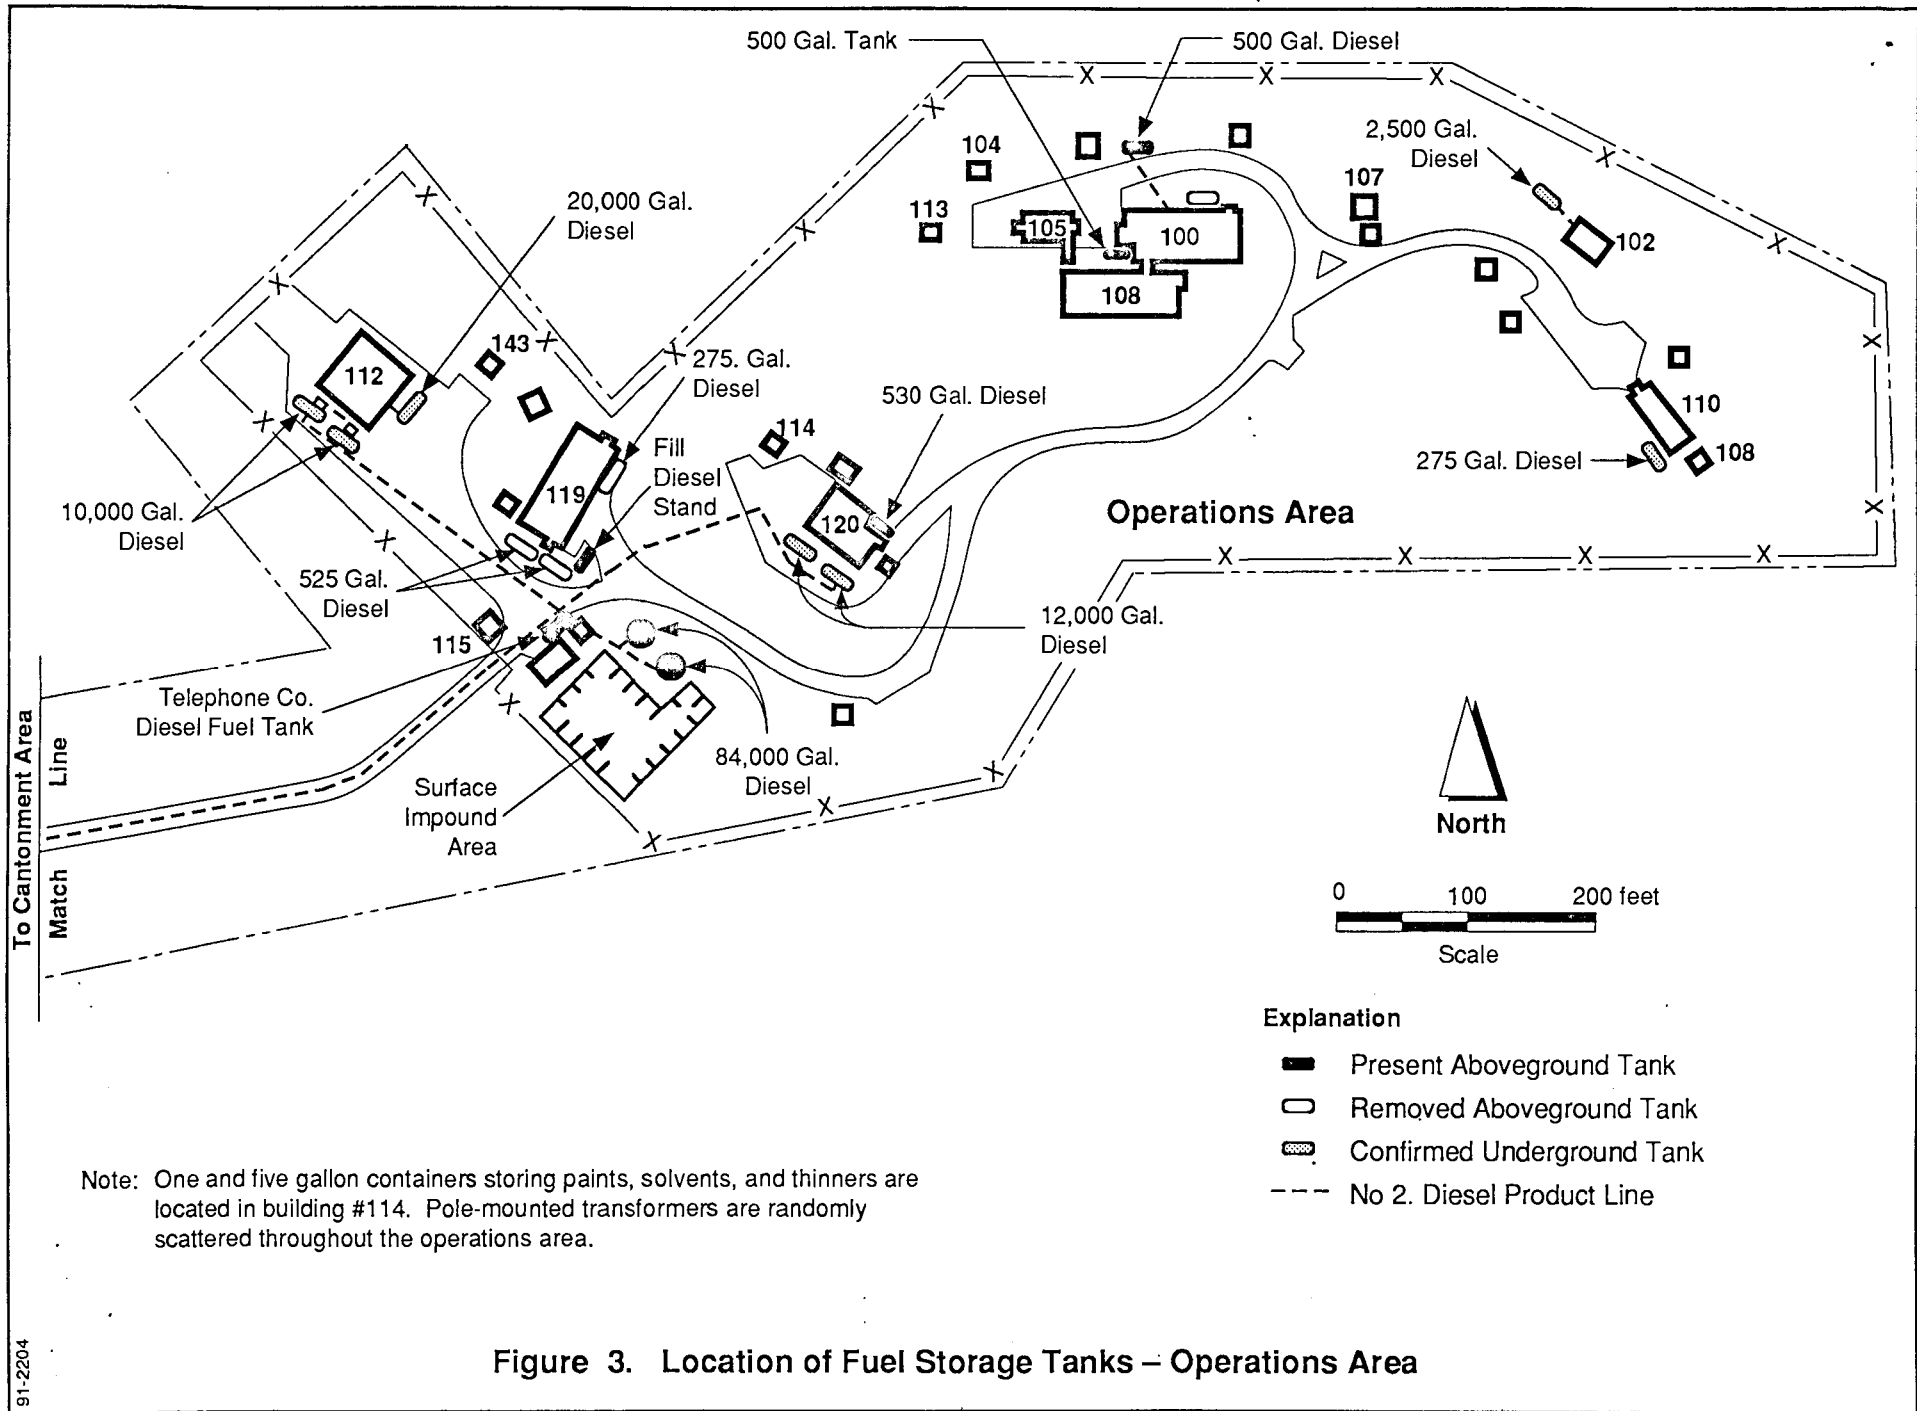 500 Gal. Tank
500 Gal. Diesel
2,500 Gal.
Diesel
104
107
20,000 Gal.
Diesel
113
105
100
102
108
143
275. Gal.
Diesel
112
530 Gal. Diesel
110
114
Fill
Diesel
Stand
108
275 Gal. Diesel
119
10,000 Gal.
Diesel
120
Operations Area
525 Gal.
Diesel
12,000 Gal.
Diesel
115
Telephone Co.
Diesel Fuel Tank
84,000 Gal.
Diesel
Surface
Impound
Area
To Cantonment Area
Match Line
North
0 100 200 feet
Scale
Explanation
Present Aboveground Tank
Removed Aboveground Tank
Confirmed Underground Tank
No 2. Diesel Product Line
Note: One and five gallon containers storing paints, solvents, and thinners are
located in building #114. Pole-mounted transformers are randomly
scattered throughout the operations area.
91-2204
Figure 3. Location of Fuel Storage Tanks – Operations Area